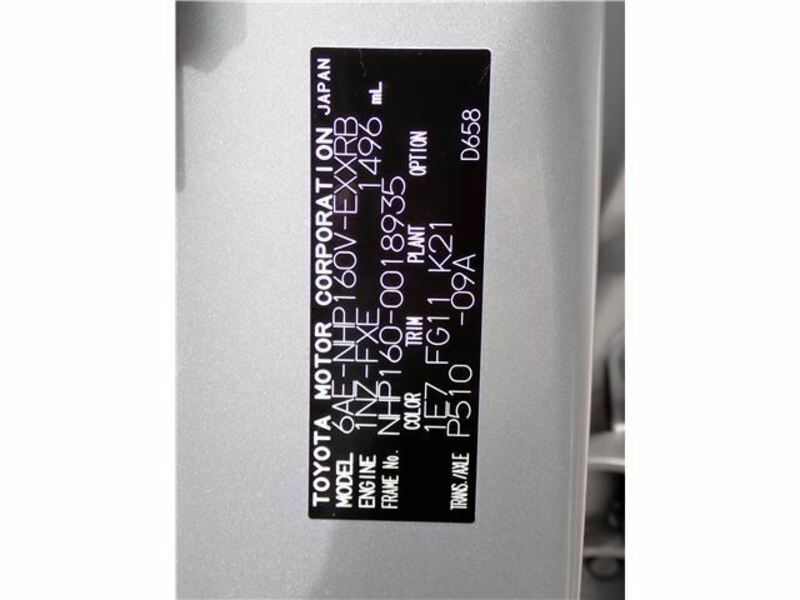 TOYOTA MOTOR CORPORATION JAPAN
MODEL 6AE-NHP160V-EXXRB
ENGINE 1NZ-FXE 1496 mL
FRAME No. NHP160-0018935
COLOR TRIM PLANT OPTION
1E7 FG11 K21
TRANS./AXLE P510 -09A D658